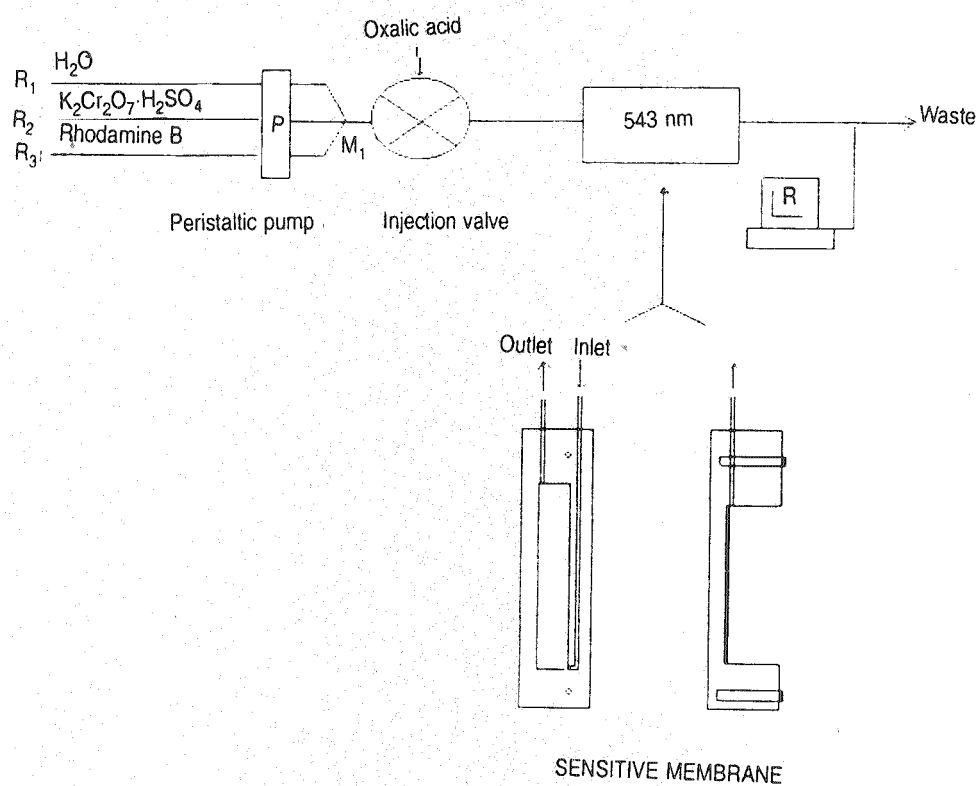 Oxalic acid
R1 H2O
R2 K2Cr2O7·H2SO4
R3 Rhodamine B
P
M1
543 nm
Waste
R
Peristaltic pump
Injection valve
Outlet Inlet
SENSITIVE MEMBRANE